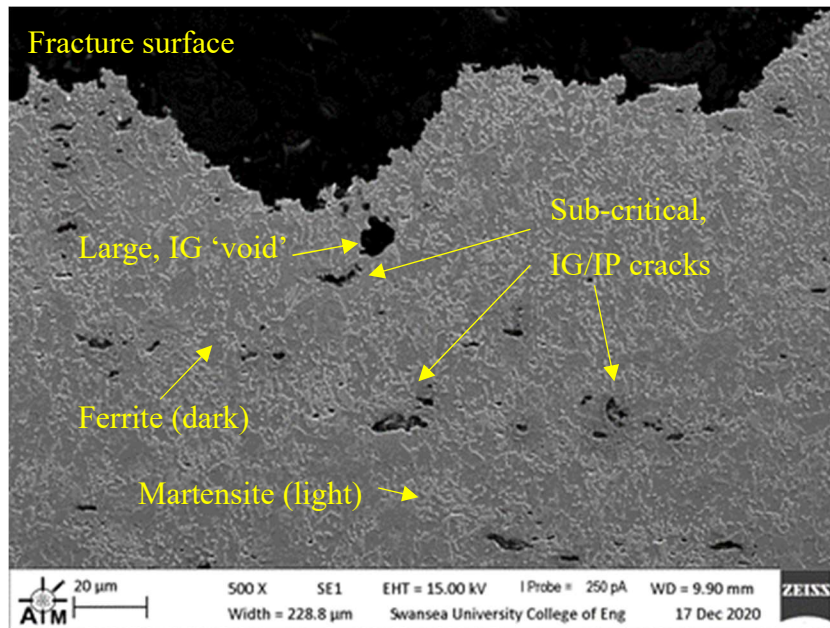 Fracture surface
Sub-critical,
IG/IP cracks
Large, IG ‘void’
Ferrite (dark)
Martensite (light)
20 µm
ATM
500 X SE1 EHT = 15.00 kV I Probe = 250 pA WD = 9.90 mm
Width = 228.8 µm Swansea University College of Eng 17 Dec 2020
ZEISS